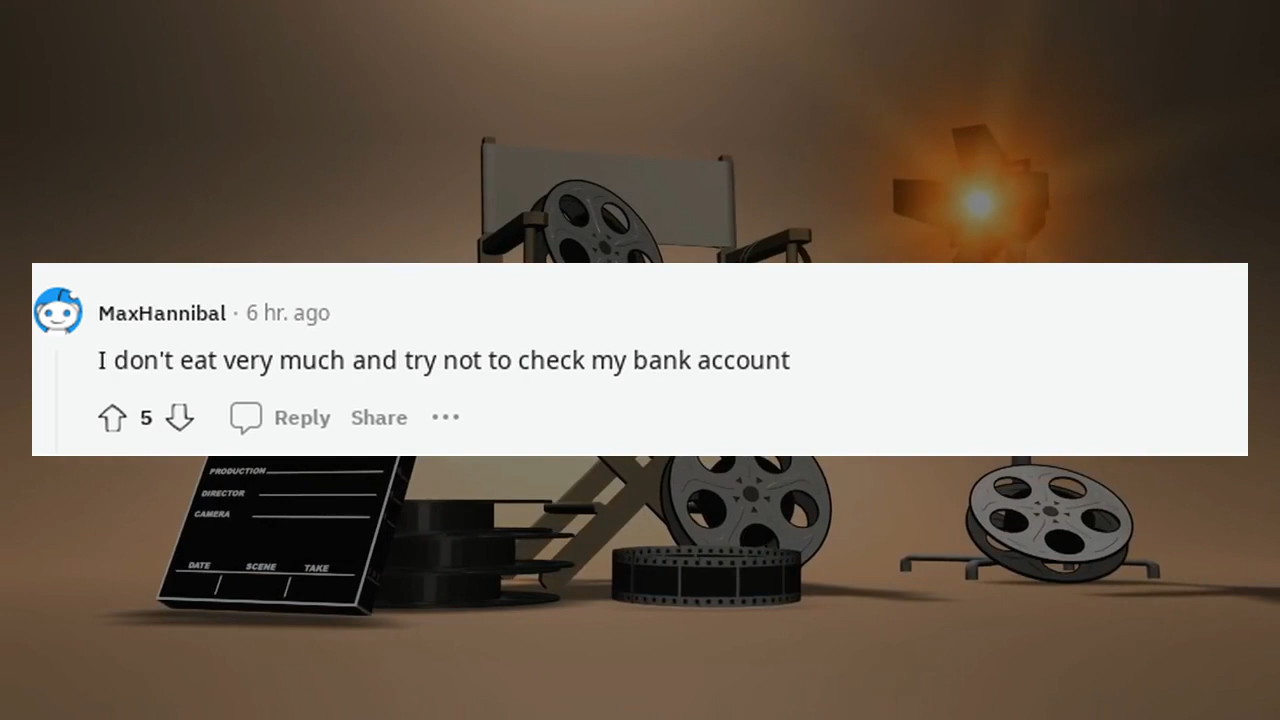 MaxHannibal · 6 hr. ago
I don't eat very much and try not to check my bank account
5 Reply Share ···
PRODUCTION
DIRECTOR
CAMERA
DATE SCENE TAKE